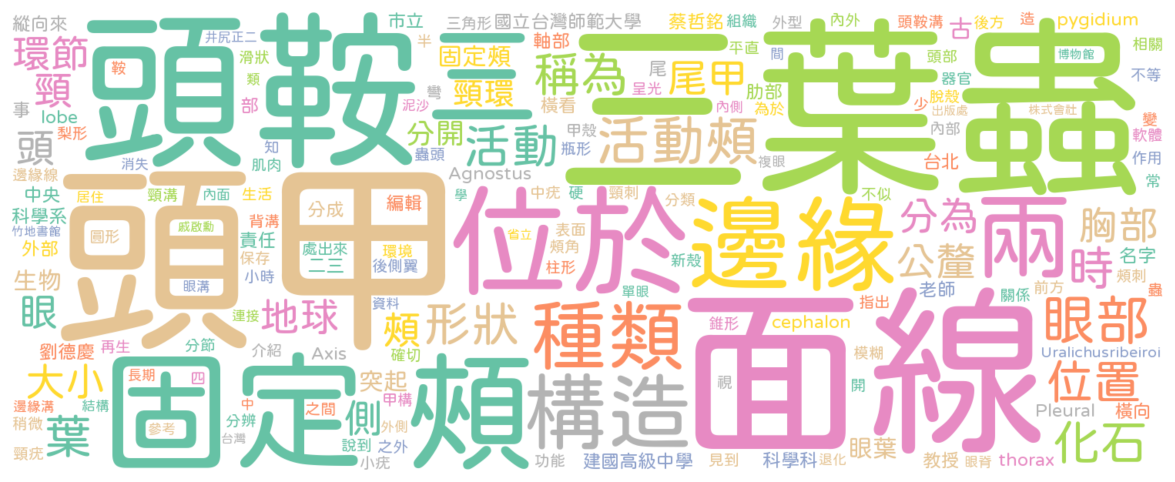 縱向來
井尻正二
市立
三角形
國立台灣師範大學
蔡哲銘
組織
外型
內外
頭鞍溝
古
後方
造
pygidium
環節
頭鞍
三葉蟲
半
固定頰
軸部
稱為
平直
間
頭部
博物館
相關
鞍
滑狀
類
頸
頸環
尾
尾甲
肋部
器官
不等
事
lobe
部
彎
橫看
呈光
為於
脫殼
少
出版處
株式會社
梨形
泥沙
分開
活動
甲殼
活動頰
內側
內部
變
軟體
頭
消失
知
肌肉
蟲頭
瓶形
複眼
台北
作用
邊緣線
Agnostus
常
中央
居住
頸溝
內面
生活
學
中疣
硬
頸刺
分類
不似
科學系
頭甲
背溝
分成
編輯
位於
邊緣
分為
兩
胸部
竹地書館
戚啟勳
圓形
責任
處出來
省立
表面
名字
外部
保存
二三
環境
頰角
新殼
公釐
時
頰刺
生物
眼溝
小時
後側翼
柱形
單眼
老師
關係
前方
蟲
眼
連接
地球
資料
頰
形狀
種類
錐形
cephalon
指出
眼部
劉德慶
再生
分節
介紹
Axis
確切
面線
模糊
Uralichusribeiroi
大小
長期
四
固定頰
突起
構造
視
開
位置
邊緣溝
結構
中
之間
甲構
Pleural
橫向
稍微
葉
參考
分辨
側
外側
說到
之外
眼葉
化石
頸疣
台灣
小疣
功能
建國高級中學
見到
科學科
退化
教授
眼脊
thorax